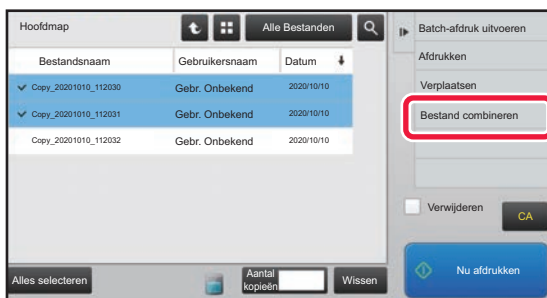 Hoofdmap
Alle Bestanden
Bestandsnaam Gebruikersnaam Datum
Copy_20201010_112030 Gebr. Onbekend 2020/10/10
Copy_20201010_112031 Gebr. Onbekend 2020/10/10
Copy_20201010_112032 Gebr. Onbekend 2020/10/10
Alles selecteren
Aantal
kopieën
Wissen
Batch-afdruk uitvoeren
Afdrukken
Verplaatsen
Bestand combineren
Verwijderen
CA
Nu afdrukken